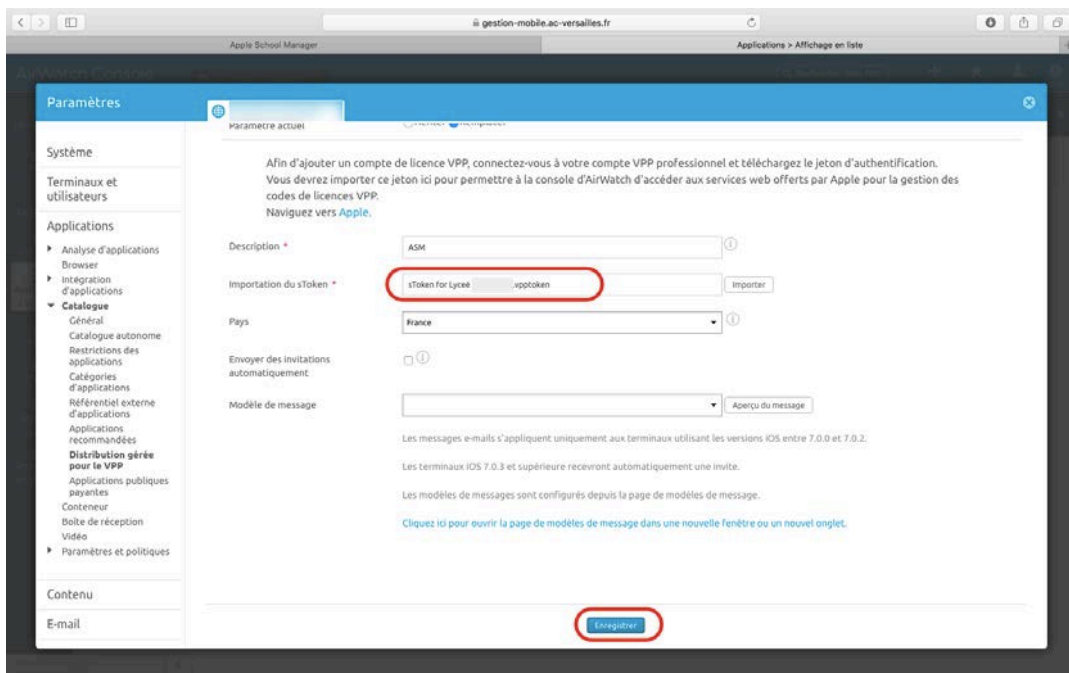 gestion-mobile.ac-versailles.fr
Apple School Manager
Applications > Affichage en liste
AirWatch Console
Paramètres
Paramètre actuel
Remplacer
Système
Terminaux et
utilisateurs
Applications
Analyse d'applications
Browser
Intégration
d'applications
Catalogue
Général
Catalogue autonome
Restrictions des
applications
Catégories
d'applications
Référentiel externe
d'applications
Applications
recommandées
Distribution gérée
pour le VPP
Applications publiques
payantes
Conteneur
Boîte de réception
Vidéo
Paramètres et politiques
Contenu
E-mail
Afin d'ajouter un compte de licence VPP, connectez-vous à votre compte VPP professionnel et téléchargez le jeton d'authentification.
Vous devrez importer ce jeton ici pour permettre à la console d'AirWatch d'accéder aux services web offerts par Apple pour la gestion des
codes de licences VPP.
Naviguez vers Apple.
Description * ASM
Importation du sToken * sToken for Lyceé .vpptoken Importer
Pays France
Envoyer des invitations
automatiquement
Modèle de message Aperçu du message
Les messages e-mails s'appliquent uniquement aux terminaux utilisant les versions iOS entre 7.0.0 et 7.0.2.
Les terminaux iOS 7.0.3 et supérieure recevront automatiquement une invite.
Les modèles de messages sont configurés depuis la page de modèles de message.
Cliquez ici pour ouvrir la page de modèles de message dans une nouvelle fenêtre ou un nouvel onglet.
Enregistrer